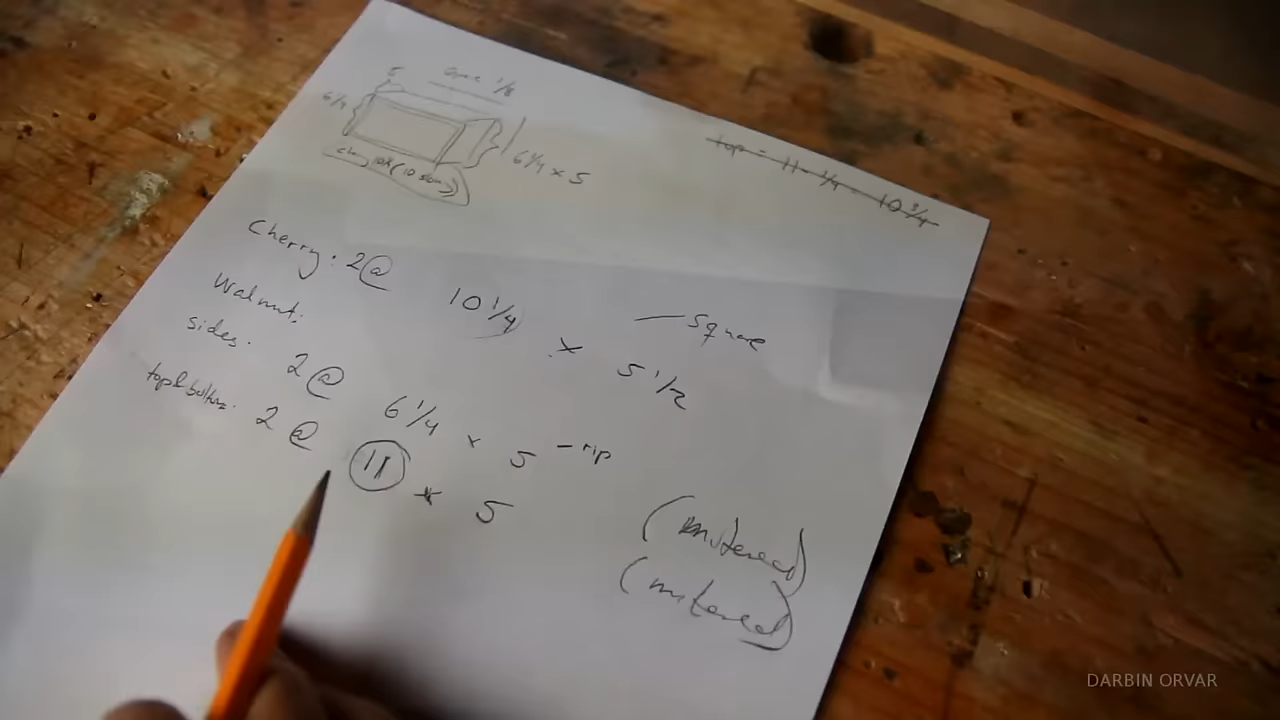 6 1/4
6 1/4 × 5
top = 11 - 3/4 = 10 3/4
Cherry: 2@ 10 1/4 × 5 1/2 — square
Walnut:
sides. 2@ 6 1/4 × 5 - rip (mitered)
top & bottom. 2@ 11 × 5 (mitered)
DARBIN ORVAR